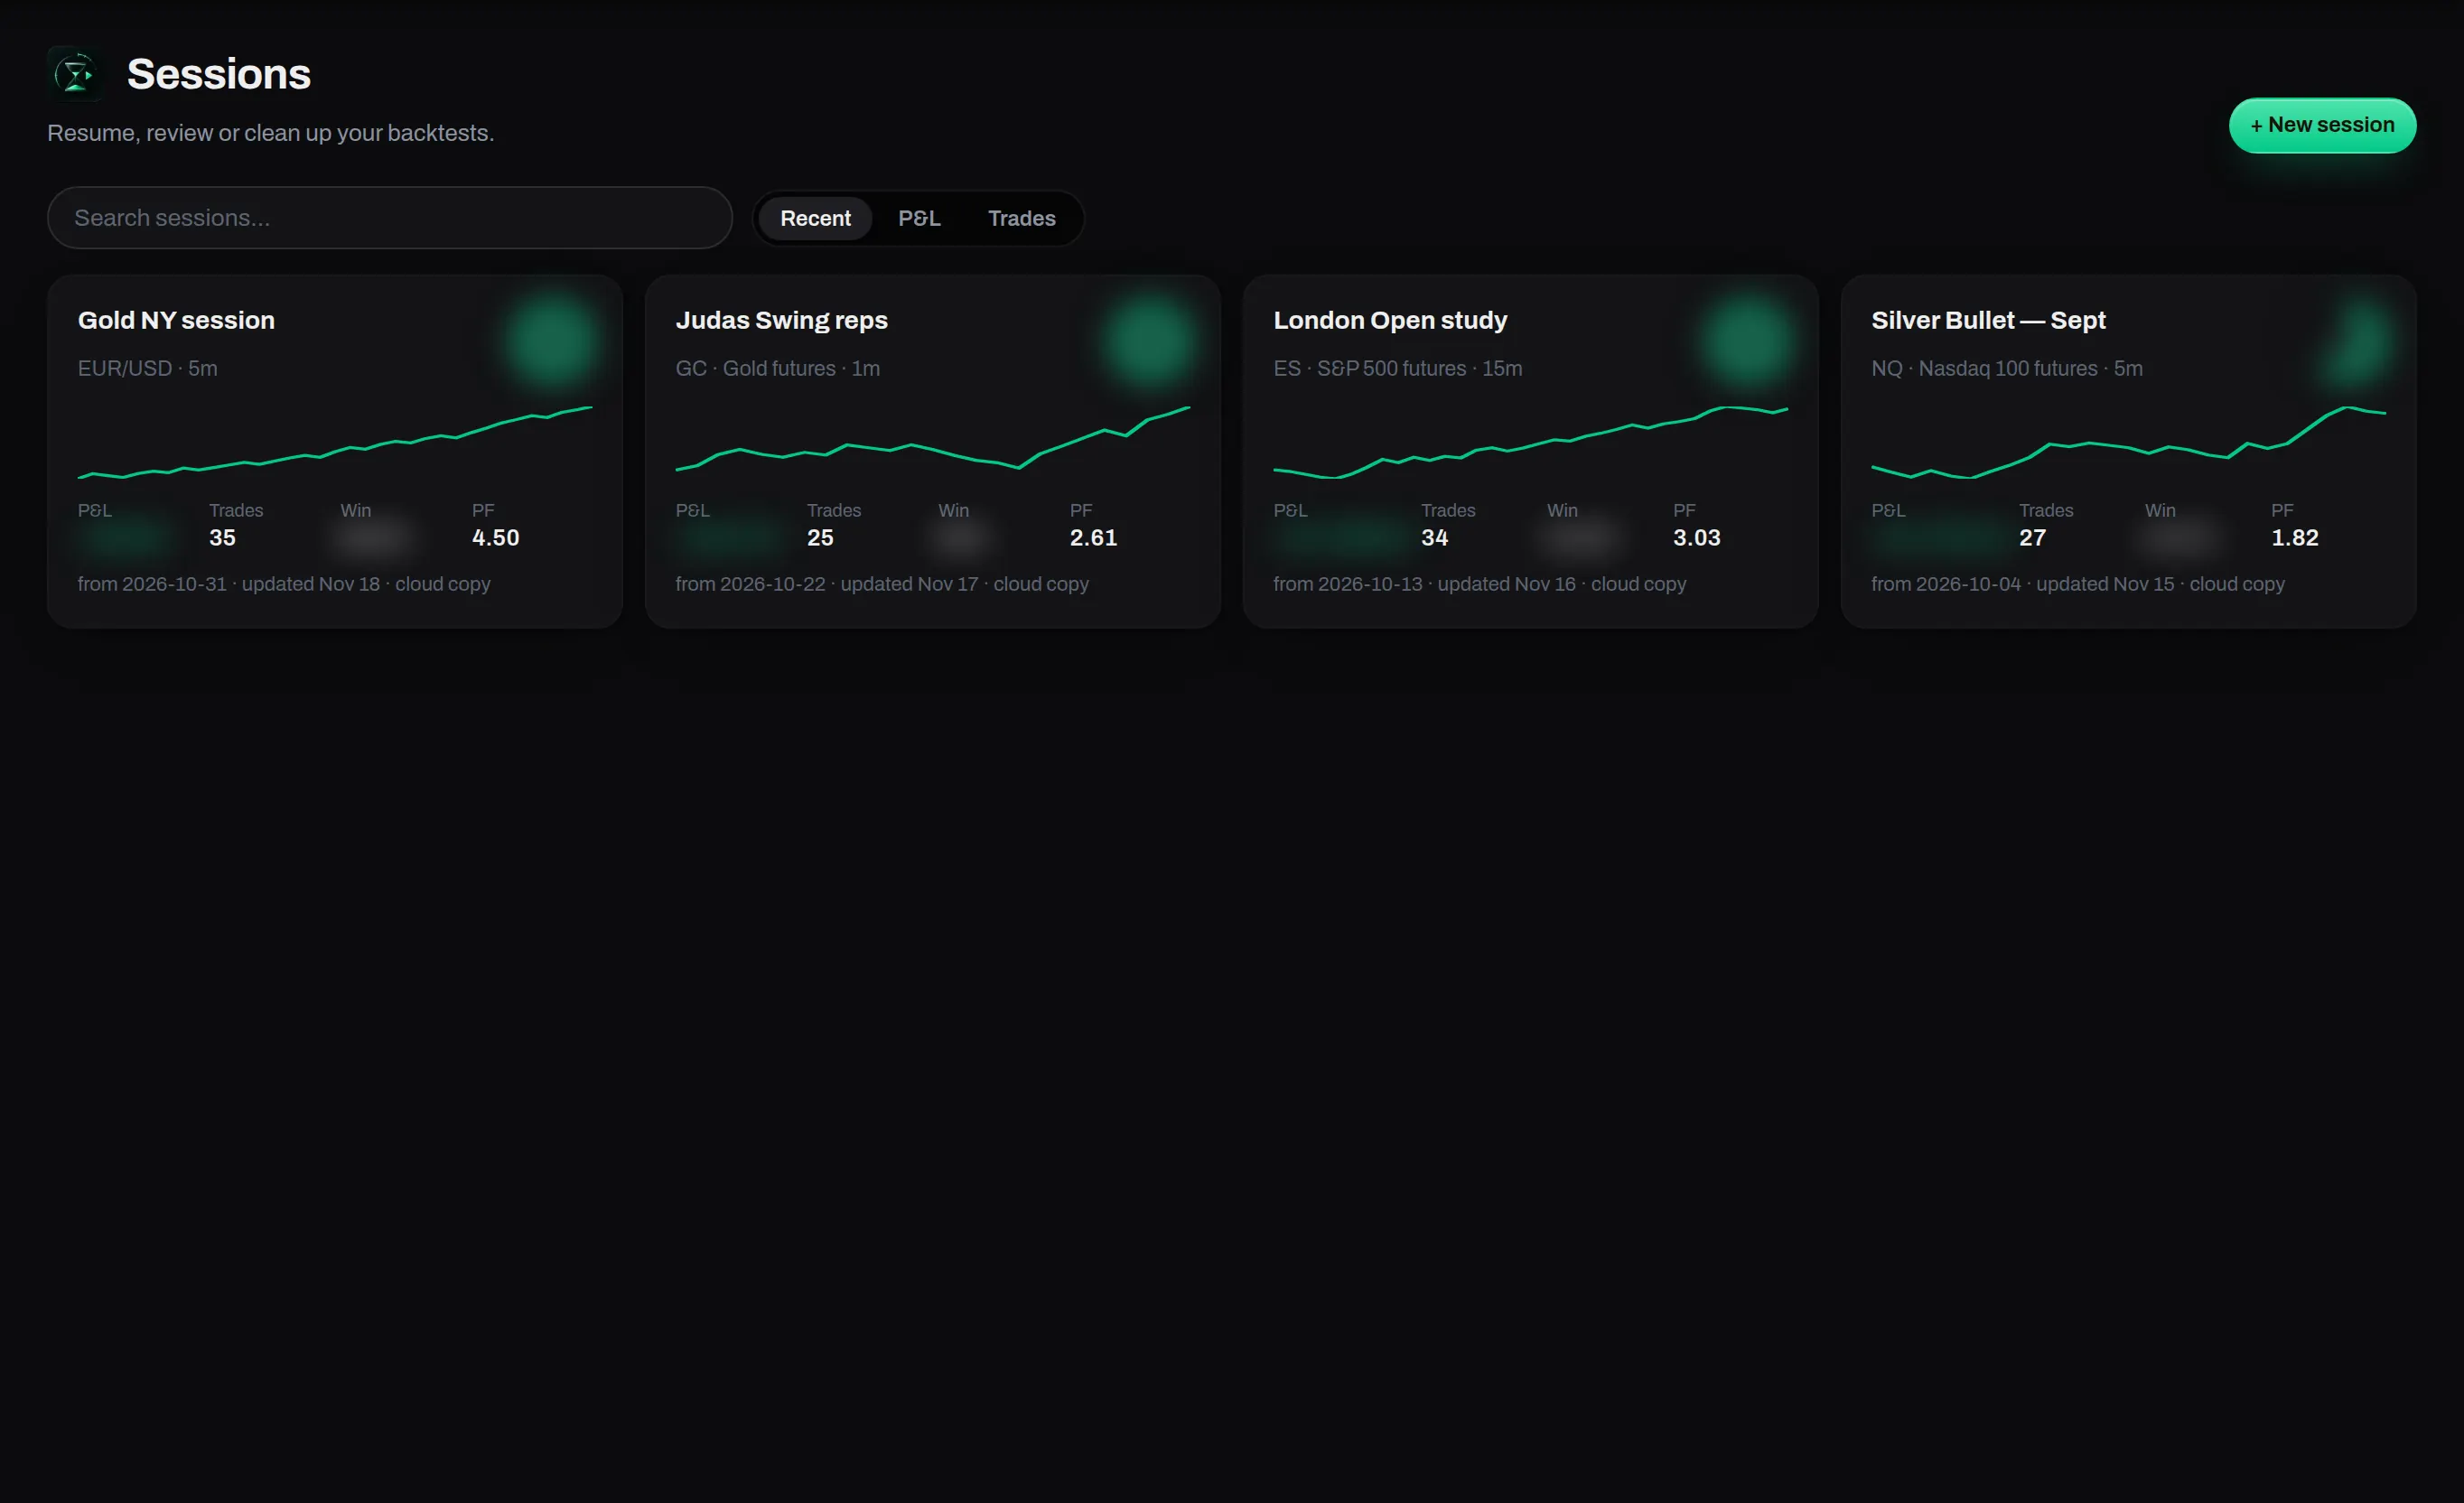 Sessions
Resume, review or clean up your backtests.
+ New session
Search sessions...
Recent P&L Trades
Gold NY session
EUR/USD · 5m
P&L Trades Win PF
35 4.50
from 2026-10-31 · updated Nov 18 · cloud copy
Judas Swing reps
GC · Gold futures · 1m
P&L Trades Win PF
25 2.61
from 2026-10-22 · updated Nov 17 · cloud copy
London Open study
ES · S&P 500 futures · 15m
P&L Trades Win PF
34 3.03
from 2026-10-13 · updated Nov 16 · cloud copy
Silver Bullet — Sept
NQ · Nasdaq 100 futures · 5m
P&L Trades Win PF
27 1.82
from 2026-10-04 · updated Nov 15 · cloud copy